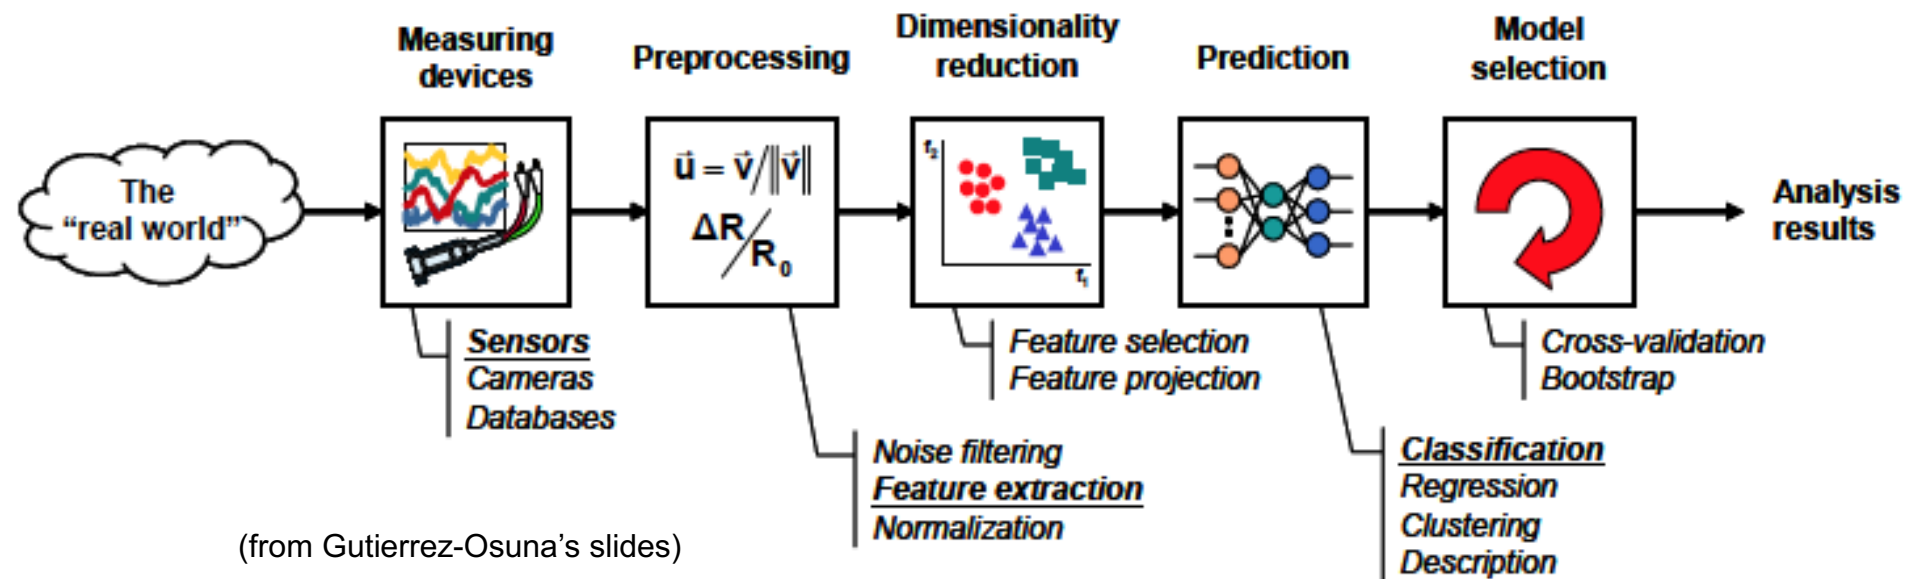 Measuring
devices
Preprocessing
Dimensionality
reduction
Prediction
Model
selection
The
“real world”
u⃗ = v⃗/||v⃗||
ΔR/R₀
f₂
f₁
Analysis
results
Sensors
Cameras
Databases
Noise filtering
Feature extraction
Normalization
Feature selection
Feature projection
Classification
Regression
Clustering
Description
Cross-validation
Bootstrap
(from Gutierrez-Osuna’s slides)